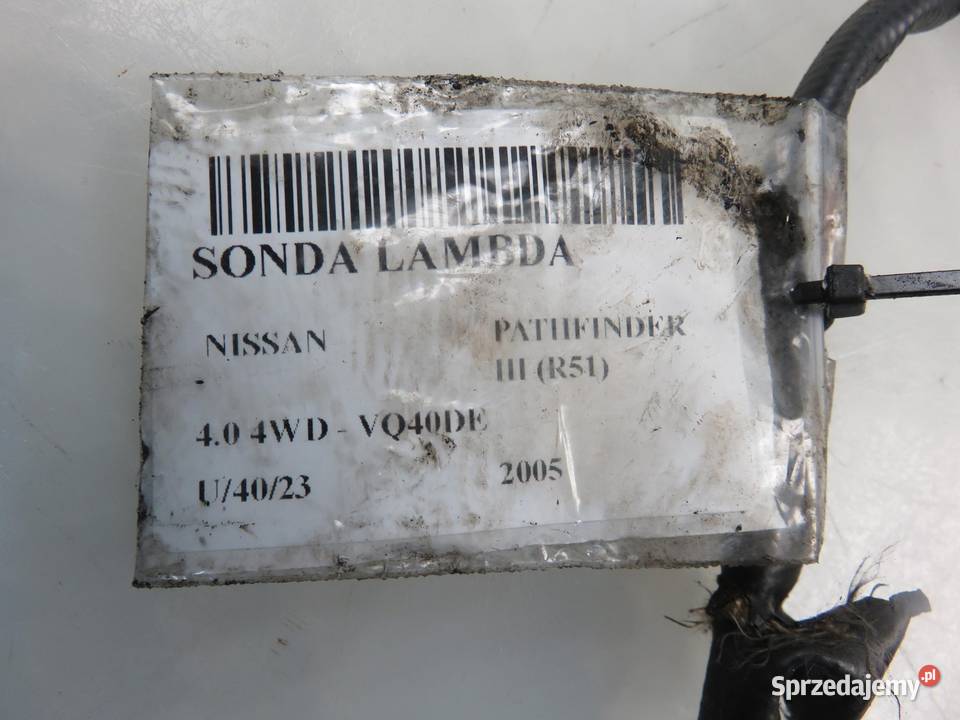 SONDA LAMBDA
NISSAN PATHFINDER
III (R51)
4.0 4WD - VQ40DE
U/40/23 2005
Sprzedajemy.pl